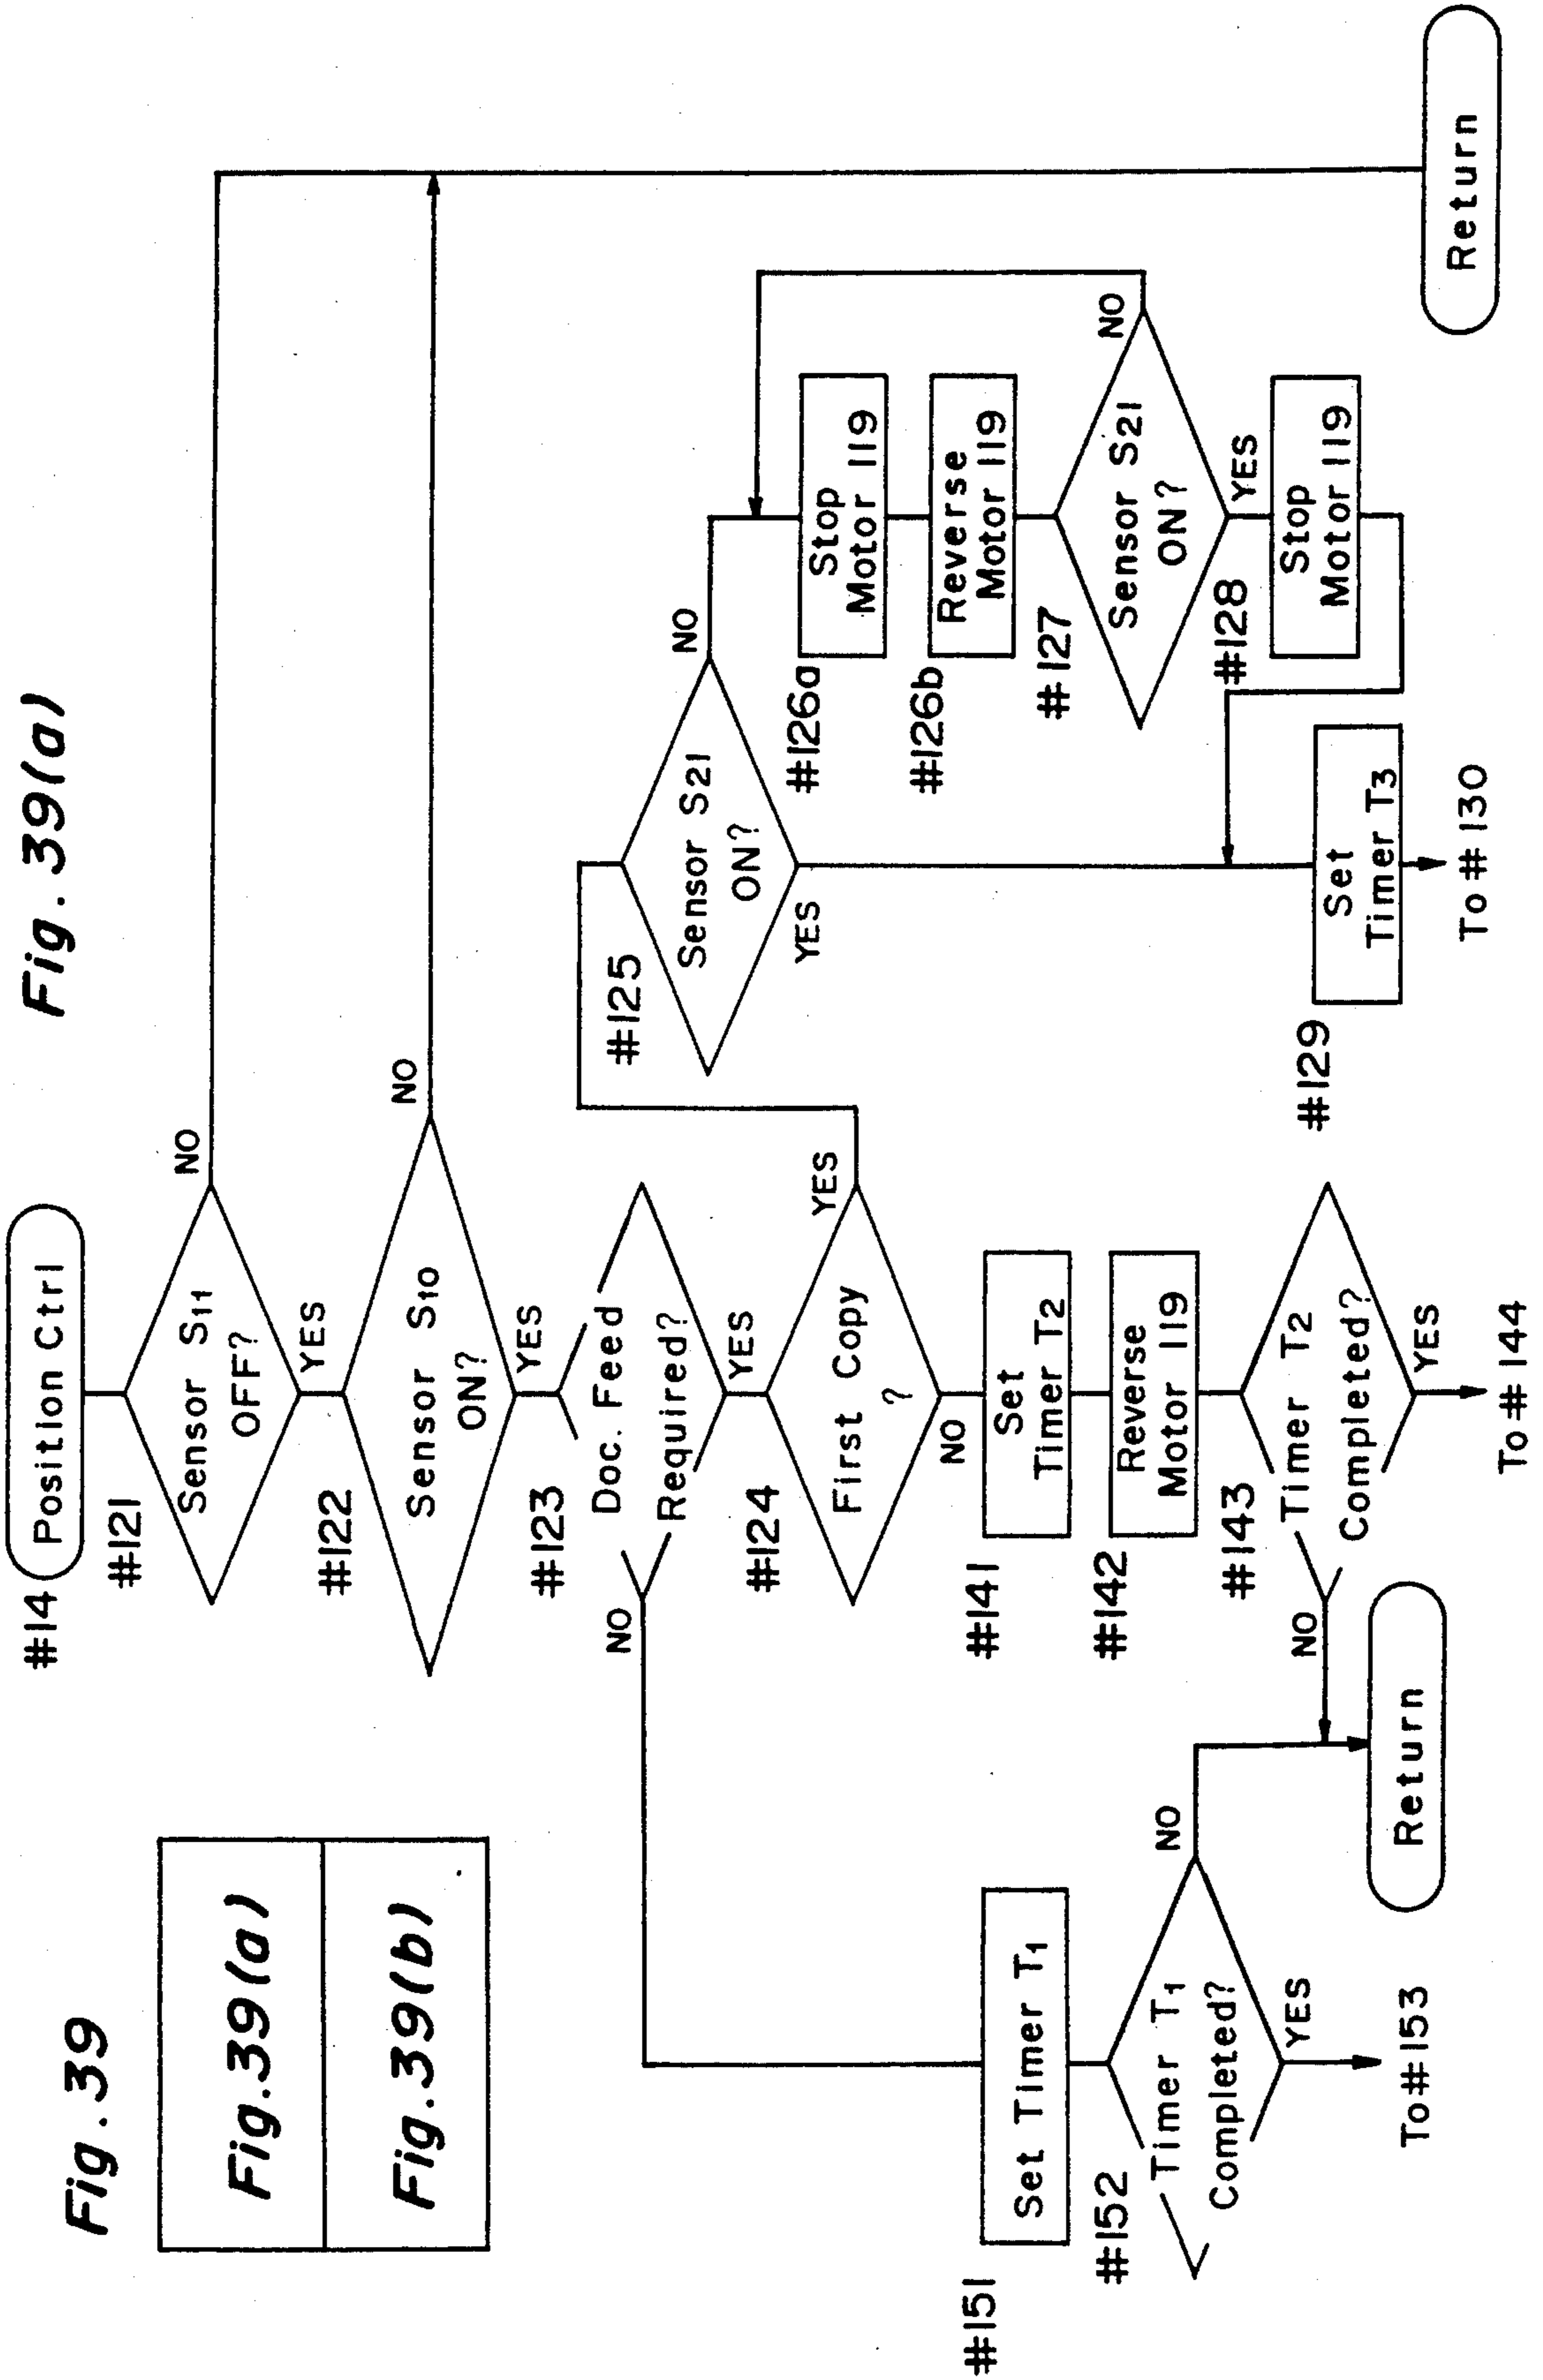 Fig. 39
Fig. 39(a)
Fig. 39(b)
Fig. 39(a)
#14
Position Ctrl
#121
Sensor S11
OFF?
NO
YES
#122
Sensor S10
ON?
NO
YES
#123
Doc. Feed
Required?
NO
YES
#124
First Copy
?
YES
NO
#125
Sensor S21
ON?
NO
YES
#126a
Stop
Motor 119
#126b
Reverse
Motor 119
#127
Sensor S21
ON?
NO
YES
#128
Stop
Motor 119
#129
Set
Timer T3
To #130
Return
#141
Set
Timer T2
#142
Reverse
Motor 119
#143
Timer T2
Completed?
NO
YES
To #144
#151
Set Timer T1
#152
Timer T1
Completed?
NO
YES
To #153
Return